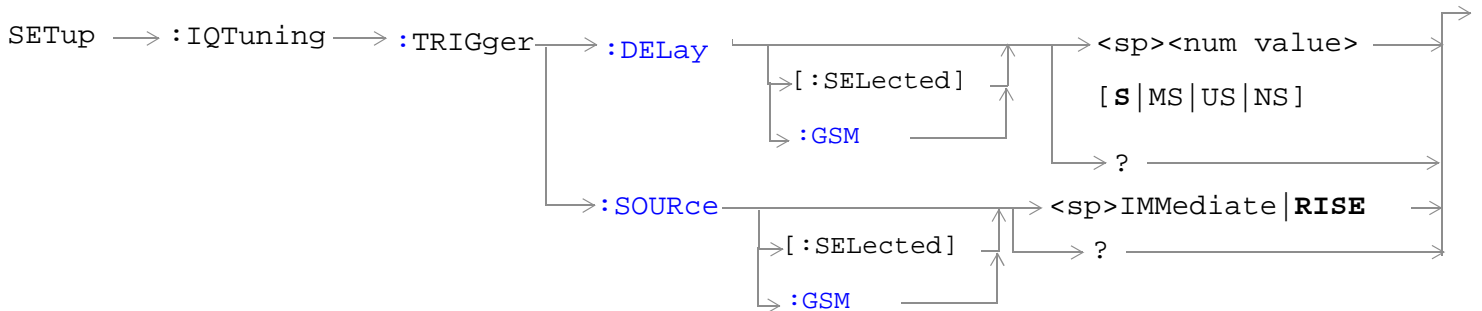 SETup :IQTuning :TRIGger :DELay <sp><num value>
[:SELected] [S|MS|US|NS]
:GSM
?
:SOURce <sp>IMMediate|RISE
[:SELected] ?
:GSM